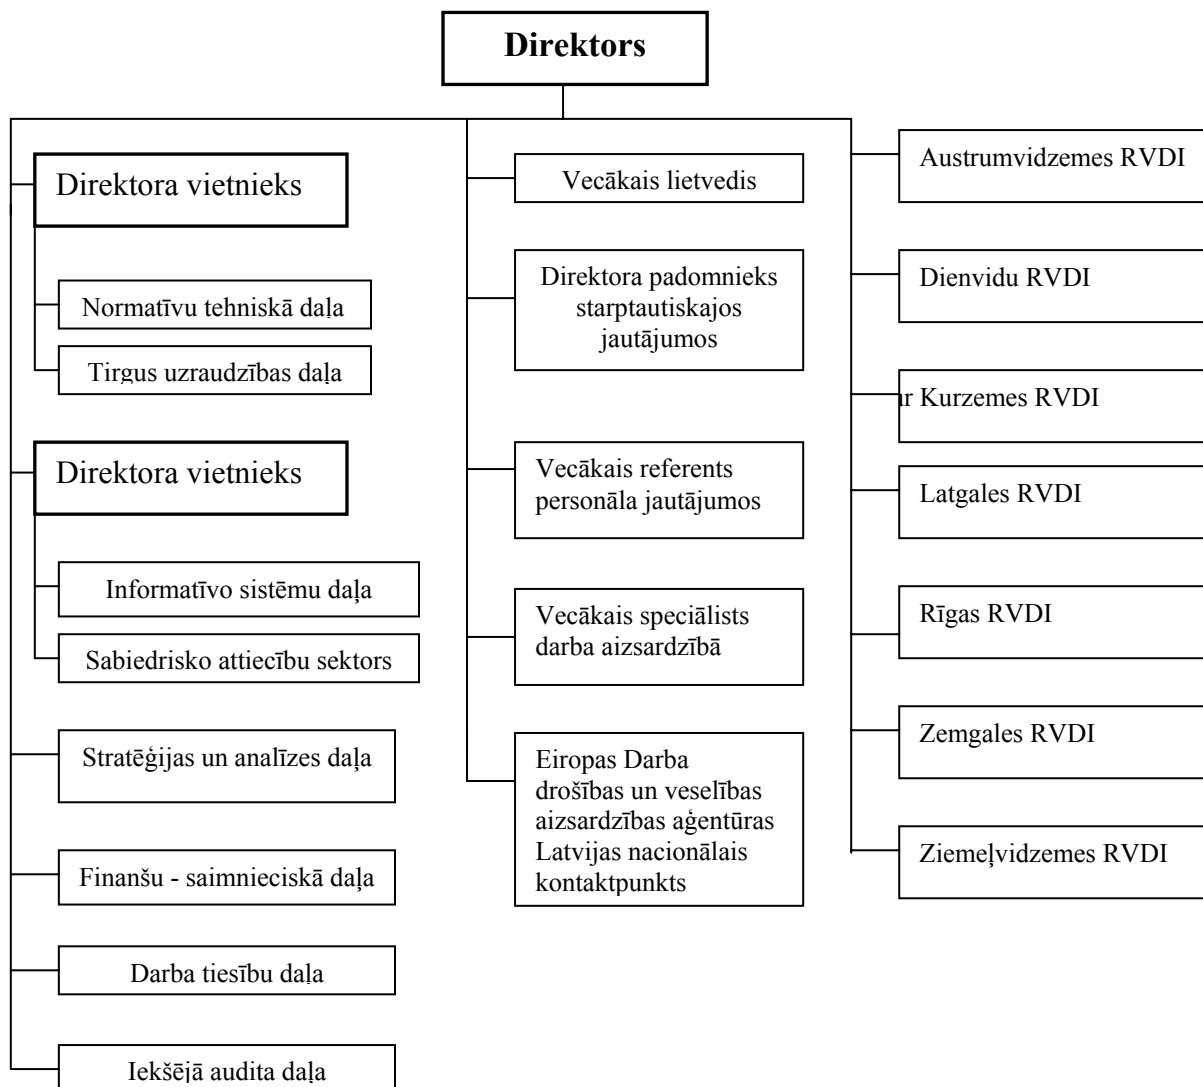 Direktors
Direktora vietnieks
Normatīvu tehniskā daļa
Tirgus uzraudzības daļa
Direktora vietnieks
Informatīvo sistēmu daļa
Sabiedrisko attiecību sektors
Stratēģijas un analīzes daļa
Finanšu - saimnieciskā daļa
Darba tiesību daļa
Iekšējā audita daļa
Vecākais lietvedis
Direktora padomnieks
starptautiskajos
jautājumos
Vecākais referents
personāla jautājumos
Vecākais speciālists
darba aizsardzībā
Eiropas Darba
drošības un veselības
aizsardzības aģentūras
Latvijas nacionālais
kontaktpunkts
Austrumvidzemes RVDI
Dienvidu RVDI
Kurzemes RVDI
Latgales RVDI
Rīgas RVDI
Zemgales RVDI
Ziemeļvidzemes RVDI